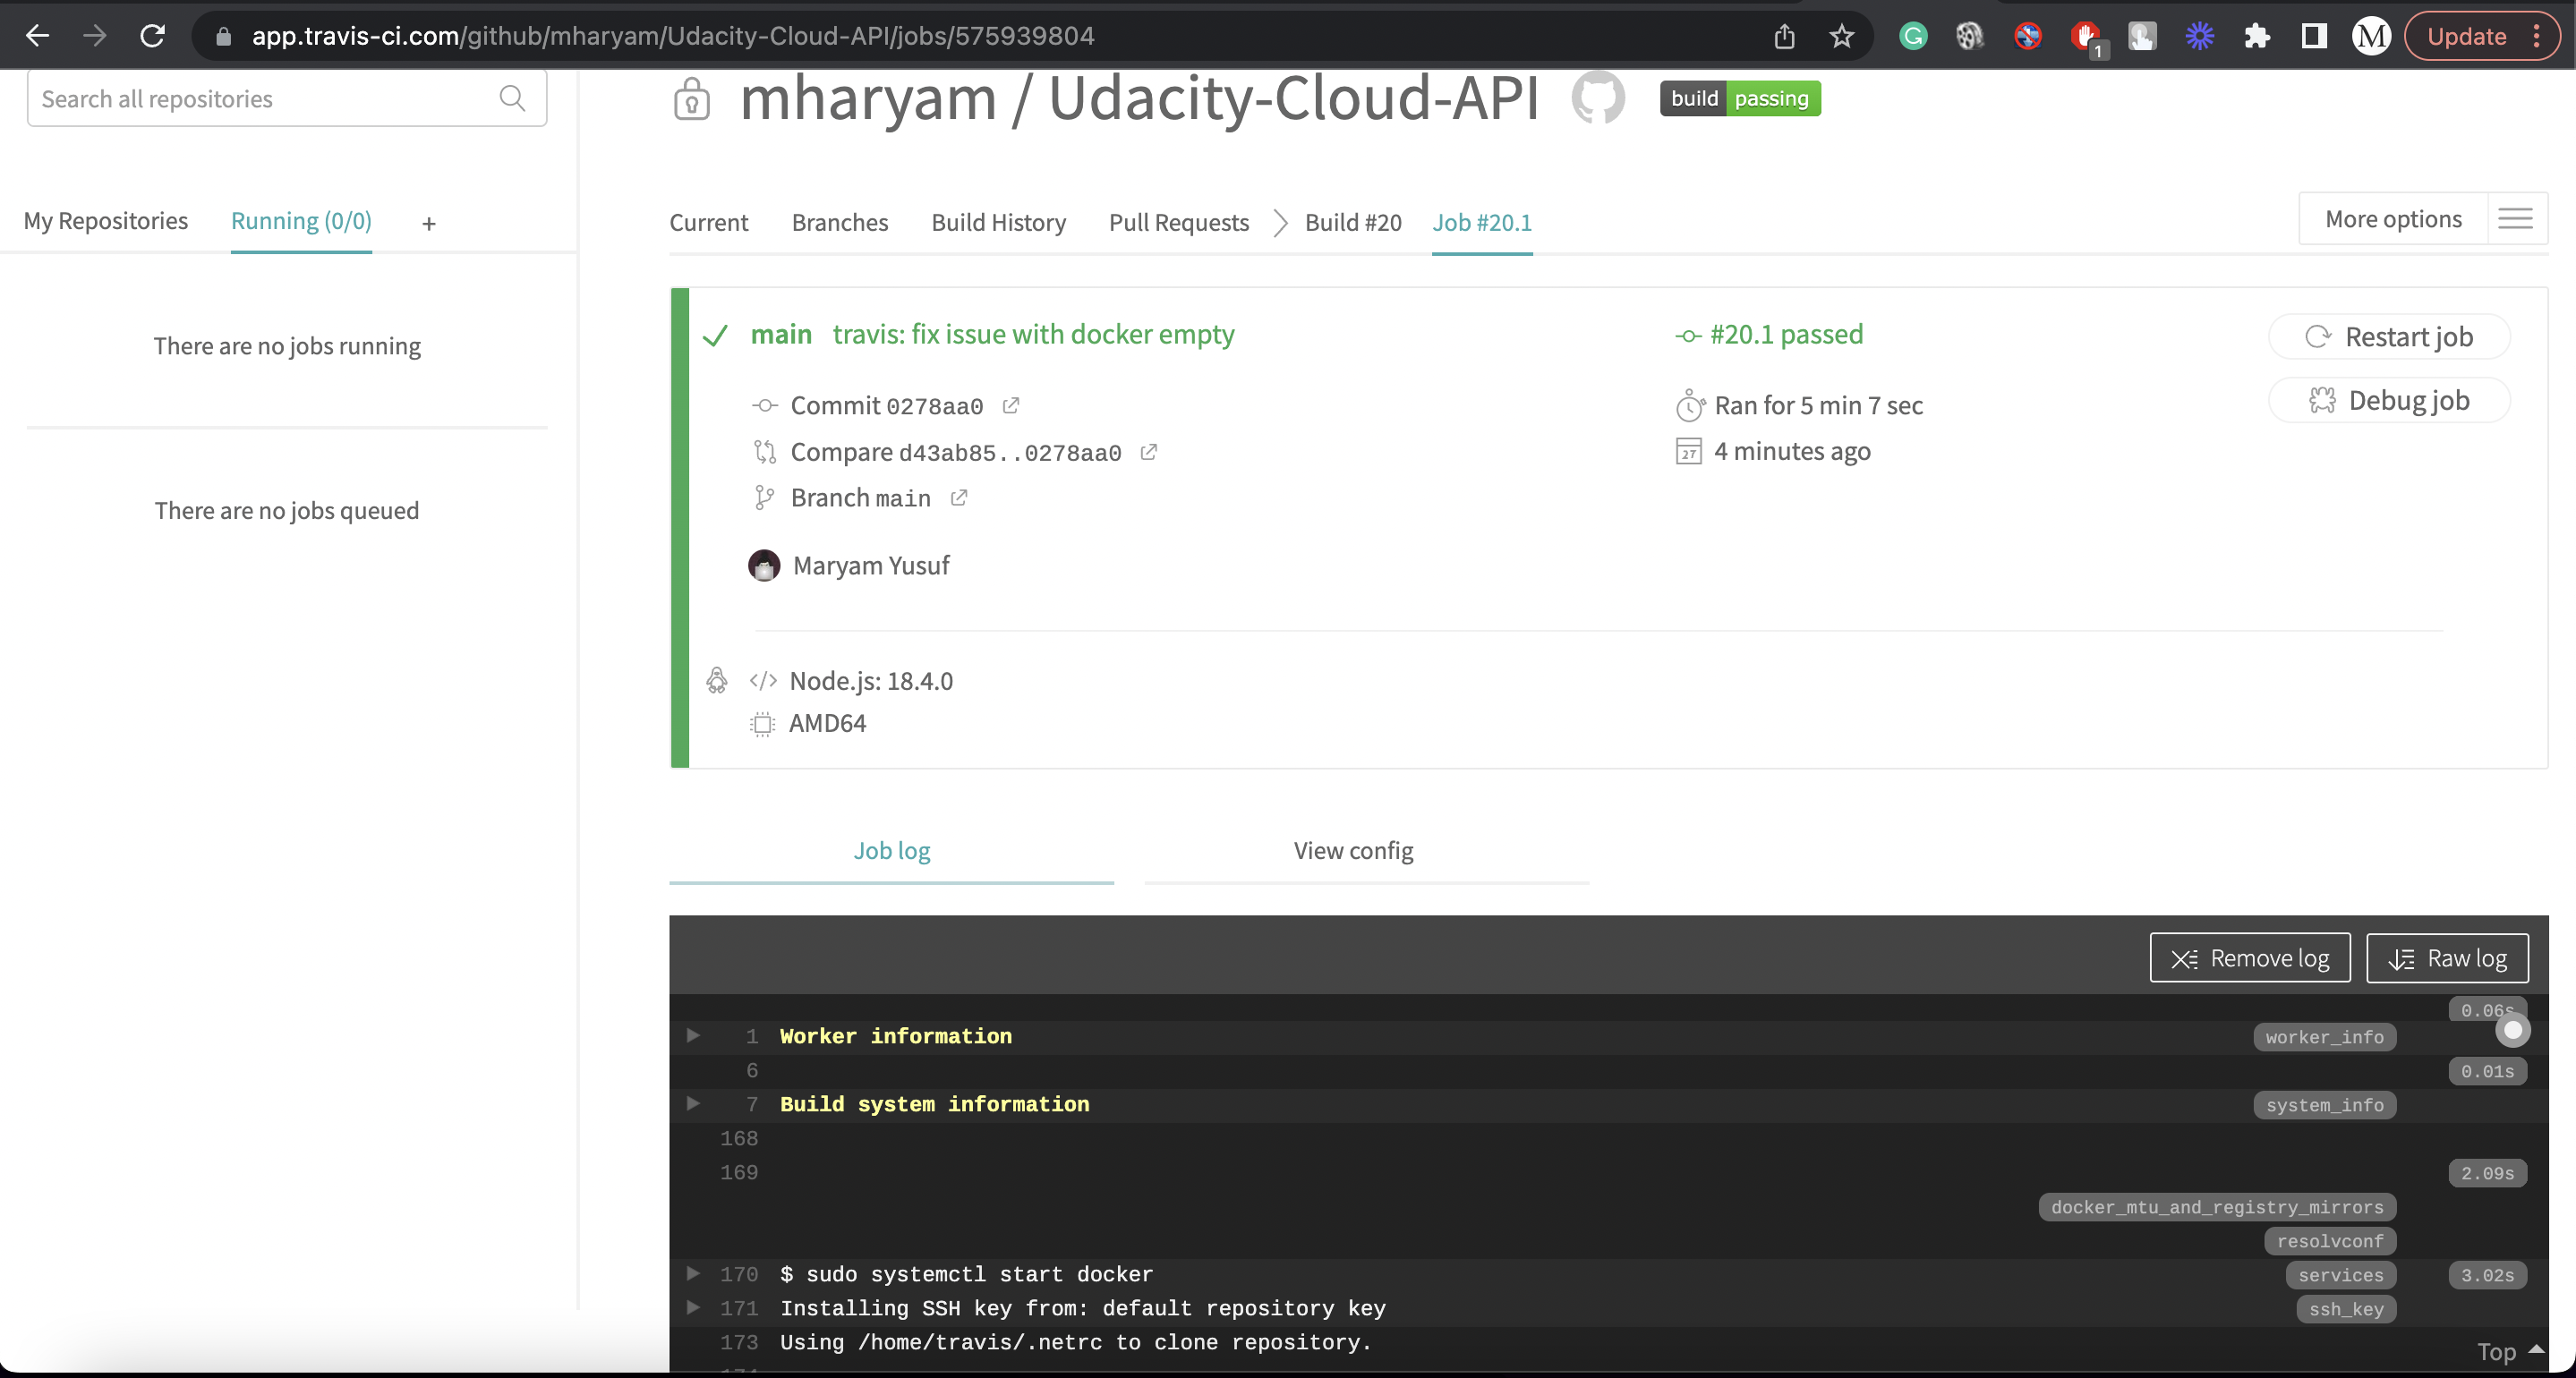 app.travis-ci.com/github/mharyam/Udacity-Cloud-API/jobs/575939804
1
M
Update
Search all repositories
mharyam / Udacity-Cloud-API
build passing
My Repositories
Running (0/0)
+
Current
Branches
Build History
Pull Requests
Build #20
Job #20.1
More options
There are no jobs running
There are no jobs queued
main travis: fix issue with docker empty
#20.1 passed
Restart job
Commit 0278aa0
Ran for 5 min 7 sec
Debug job
Compare d43ab85..0278aa0
27
4 minutes ago
Branch main
Maryam Yusuf
</> Node.js: 18.4.0
AMD64
Job log
View config
Remove log
Raw log
0.06s
1 Worker information worker_info
6 0.01s
7 Build system information system_info
168
169 2.09s
docker_mtu_and_registry_mirrors
resolvconf
170 $ sudo systemctl start docker services 3.02s
171 Installing SSH key from: default repository key ssh_key
173 Using /home/travis/.netrc to clone repository.
Top